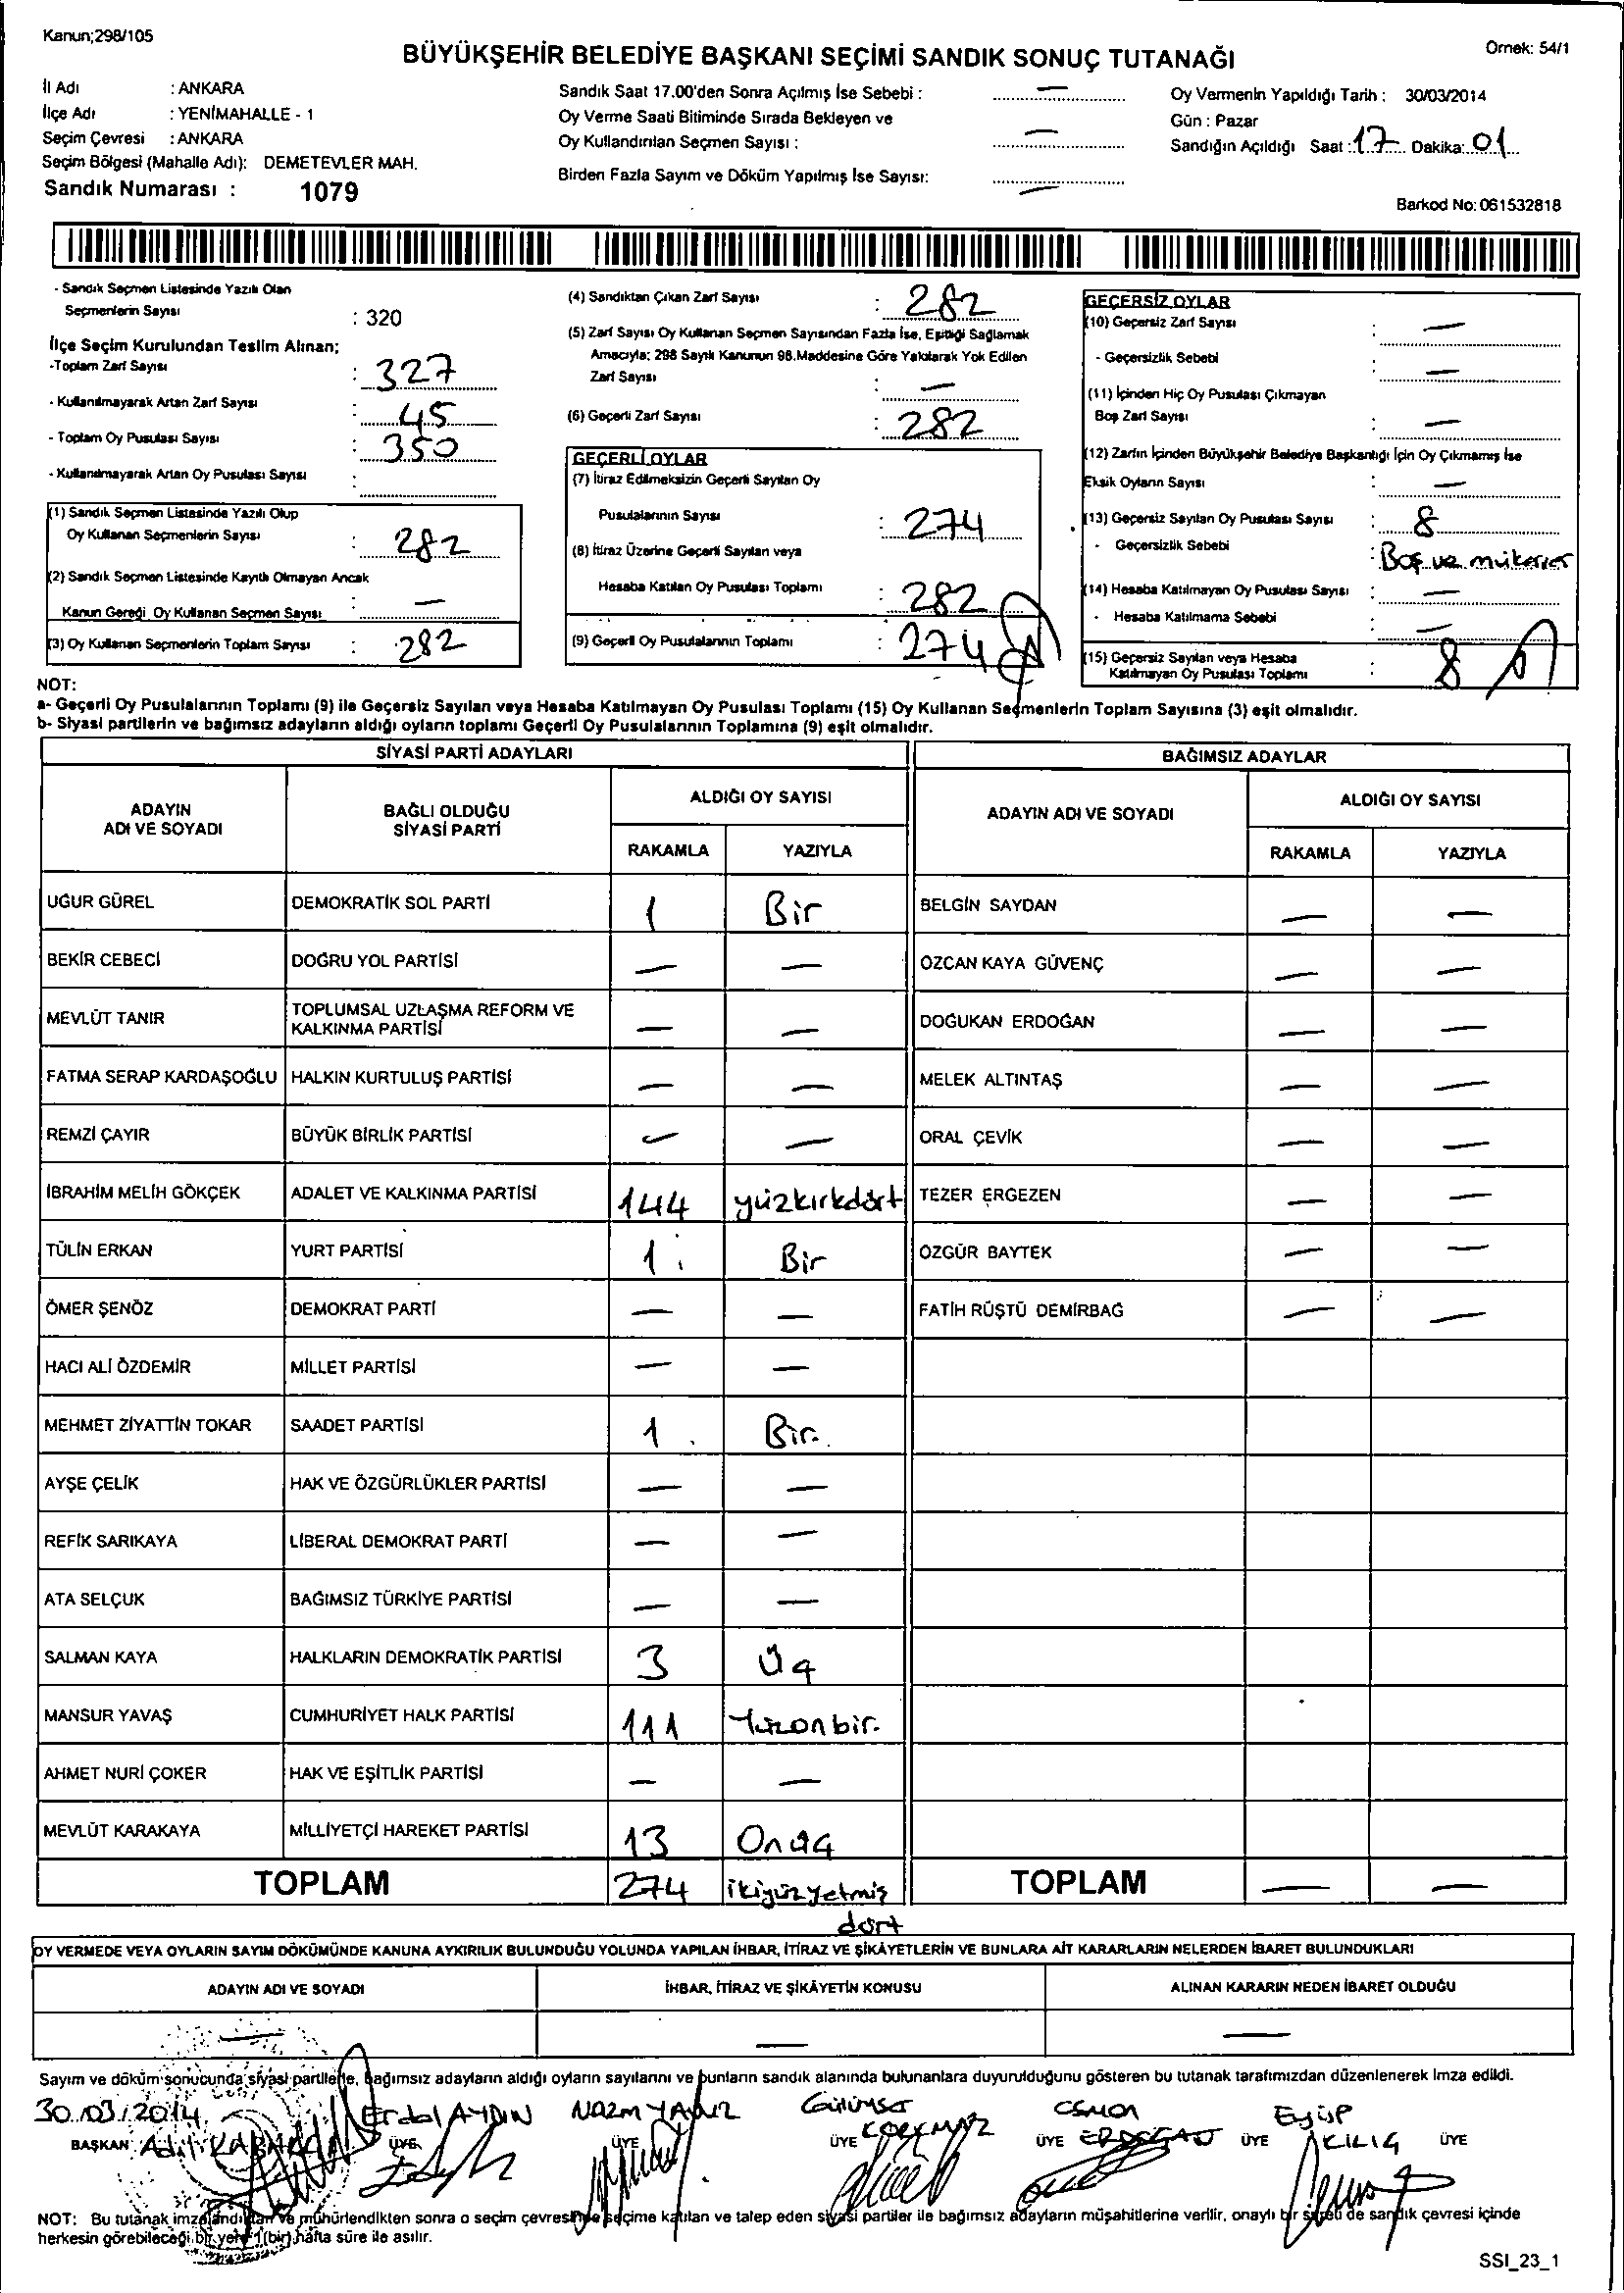 Kanun;298/105
Örnek: 54/1
BÜYÜKŞEHİR BELEDİYE BAŞKANI SEÇİMİ SANDIK SONUÇ TUTANAĞI
İl Adı : ANKARA
İlçe Adı : YENİMAHALLE - 1
Seçim Çevresi : ANKARA
Seçim Bölgesi (Mahalle Adı): DEMETEVLER MAH.
Sandık Numarası : 1079
Sandık Saat 17.00'den Sonra Açılmış İse Sebebi : —
Oy Verme Saati Bitiminde Sırada Bekleyen ve
Oy Kullandırılan Seçmen Sayısı : —
Birden Fazla Sayım ve Döküm Yapılmış İse Sayısı: —
Oy Vermenin Yapıldığı Tarih : 30/03/2014
Gün : Pazar
Sandığın Açıldığı Saat : 17 Dakika: 01
Barkod No: 061532818
- Sandık Seçmen Listesinde Yazılı Olan
Seçmenlerin Sayısı : 320
İlçe Seçim Kurulundan Teslim Alınan;
-Toplam Zarf Sayısı : 327
- Kullanılmayarak Artan Zarf Sayısı : 45
- Toplam Oy Pusulası Sayısı : 350
- Kullanılmayarak Artan Oy Pusulası Sayısı :
(1) Sandık Seçmen Listesinde Yazılı Olup
Oy Kullanan Seçmenlerin Sayısı : 282
(2) Sandık Seçmen Listesinde Kayıtlı Olmayan Ancak
Kanun Gereği Oy Kullanan Seçmen Sayısı : —
(3) Oy Kullanan Seçmenlerin Toplam Sayısı : 282
(4) Sandıktan Çıkan Zarf Sayısı : 282
(5) Zarf Sayısı Oy Kullanan Seçmen Sayısından Fazla İse, Eşitliği Sağlamak
Amacıyla; 298 Sayılı Kanunun 98.Maddesine Göre Yakılarak Yok Edilen
Zarf Sayısı : —
(6) Geçerli Zarf Sayısı : 282
GEÇERLİ OYLAR
(7) İtiraz Edilmeksizin Geçerli Sayılan Oy
Pusulalarının Sayısı : 274
(8) İtiraz Üzerine Geçerli Sayılan veya
Hesaba Katılan Oy Pusulası Toplamı : 282
(9) Geçerli Oy Pusulalarının Toplamı : 274
GEÇERSİZ OYLAR
(10) Geçersiz Zarf Sayısı : —
- Geçersizlik Sebebi : —
(11) İçinden Hiç Oy Pusulası Çıkmayan
Boş Zarf Sayısı : —
(12) Zarfın İçinden Büyükşehir Belediye Başkanlığı İçin Oy Çıkmamış İse
Eksik Oyların Sayısı : —
(13) Geçersiz Sayılan Oy Pusulası Sayısı : 8
- Geçersizlik Sebebi : Boş ve mükerrer
(14) Hesaba Katılmayan Oy Pusulası Sayısı : —
- Hesaba Katılmama Sebebi : —
(15) Geçersiz Sayılan veya Hesaba
Katılmayan Oy Pusulası Toplamı : 8
NOT:
a- Geçerli Oy Pusulalarının Toplamı (9) ile Geçersiz Sayılan veya Hesaba Katılmayan Oy Pusulası Toplamı (15) Oy Kullanan Seçmenlerin Toplam Sayısına (3) eşit olmalıdır.
b- Siyasi partilerin ve bağımsız adayların aldığı oyların toplamı Geçerli Oy Pusulalarının Toplamına (9) eşit olmalıdır.
SİYASİ PARTİ ADAYLARI
ADAYIN ADI VE SOYADI
BAĞLI OLDUĞU SİYASİ PARTİ
ALDIĞI OY SAYISI
RAKAMLA YAZIYLA
UĞUR GÜREL DEMOKRATİK SOL PARTİ 1 Bir
BEKİR CEBECİ DOĞRU YOL PARTİSİ — —
MEVLÜT TANIR TOPLUMSAL UZLAŞMA REFORM VE KALKINMA PARTİSİ — —
FATMA SERAP KARDAŞOĞLU HALKIN KURTULUŞ PARTİSİ — —
REMZİ ÇAYIR BÜYÜK BİRLİK PARTİSİ — —
İBRAHİM MELİH GÖKÇEK ADALET VE KALKINMA PARTİSİ 144 yüzkırkdört
TÜLİN ERKAN YURT PARTİSİ 1 Bir
ÖMER ŞENÖZ DEMOKRAT PARTİ — —
HACI ALİ ÖZDEMİR MİLLET PARTİSİ — —
MEHMET ZİYATTİN TOKAR SAADET PARTİSİ 1 Bir.
AYŞE ÇELİK HAK VE ÖZGÜRLÜKLER PARTİSİ — —
REFİK SARIKAYA LİBERAL DEMOKRAT PARTİ — —
ATA SELÇUK BAĞIMSIZ TÜRKİYE PARTİSİ — —
SALMAN KAYA HALKLARIN DEMOKRATİK PARTİSİ 3 Üç
MANSUR YAVAŞ CUMHURİYET HALK PARTİSİ 111 Yüzonbir.
AHMET NURİ ÇOKER HAK VE EŞİTLİK PARTİSİ — —
MEVLÜT KARAKAYA MİLLİYETÇİ HAREKET PARTİSİ 13 Onüç
TOPLAM 274 ikiyüzyetmiş dört
BAĞIMSIZ ADAYLAR
ADAYIN ADI VE SOYADI
ALDIĞI OY SAYISI
RAKAMLA YAZIYLA
BELGİN SAYDAN — —
ÖZCAN KAYA GÜVENÇ — —
DOĞUKAN ERDOĞAN — —
MELEK ALTINTAŞ — —
ORAL ÇEVİK — —
TEZER ERGEZEN — —
ÖZGÜR BAYTEK — —
FATİH RÜŞTÜ DEMİRBAĞ — —
TOPLAM — —
OY VERMEDE VEYA OYLARIN SAYIM DÖKÜMÜNDE KANUNA AYKIRILIK BULUNDUĞU YOLUNDA YAPILAN İHBAR, İTİRAZ VE ŞİKÂYETLERİN VE BUNLARA AİT KARARLARIN NELERDEN İBARET BULUNDUKLARI
ADAYIN ADI VE SOYADI İHBAR, İTİRAZ VE ŞİKÂYETİN KONUSU ALINAN KARARIN NEDEN İBARET OLDUĞU
— — —
Sayım ve döküm sonucunda siyasi partilerle, bağımsız adayların aldığı oyların sayılarını ve bunların sandık alanında bulunanlara duyurulduğunu gösteren bu tutanak tarafımızdan düzenlenerek imza edildi.
30.03.2014
Erdal AYDIN Gülümser KORKMAZ Osman ERDOĞAN Eyüp KILIÇ
BAŞKAN Adil ÜYE ÜYE ÜYE ÜYE ÜYE ÜYE
NOT: Bu tutanak imzalandıktan ve mühürlendikten sonra o seçim çevresinde seçime katılan ve talep eden siyasi partiler ile bağımsız adayların müşahitlerine verilir, onaylı bir sureti de sandık çevresi içinde
herkesin görebileceği bir yere 1(bir) hafta süre ile asılır.
SSI_23_1